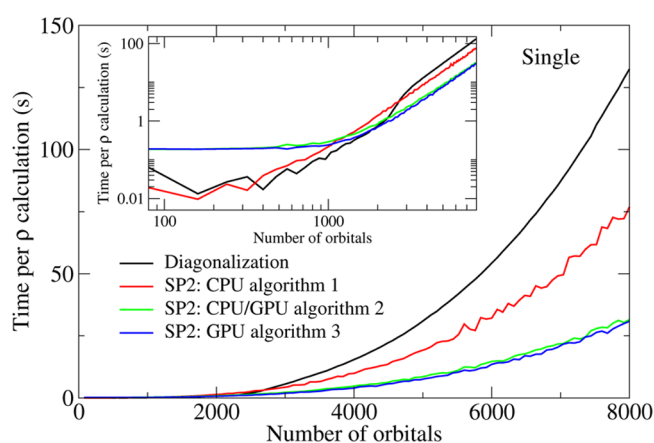 150
100
50
0
Time per ρ calculation (s)
Single
100
1
0.01
Time per ρ calculation (s)
100
1000
Number of orbitals
Diagonalization
SP2: CPU algorithm 1
SP2: CPU/GPU algorithm 2
SP2: GPU algorithm 3
2000
4000
6000
8000
Number of orbitals